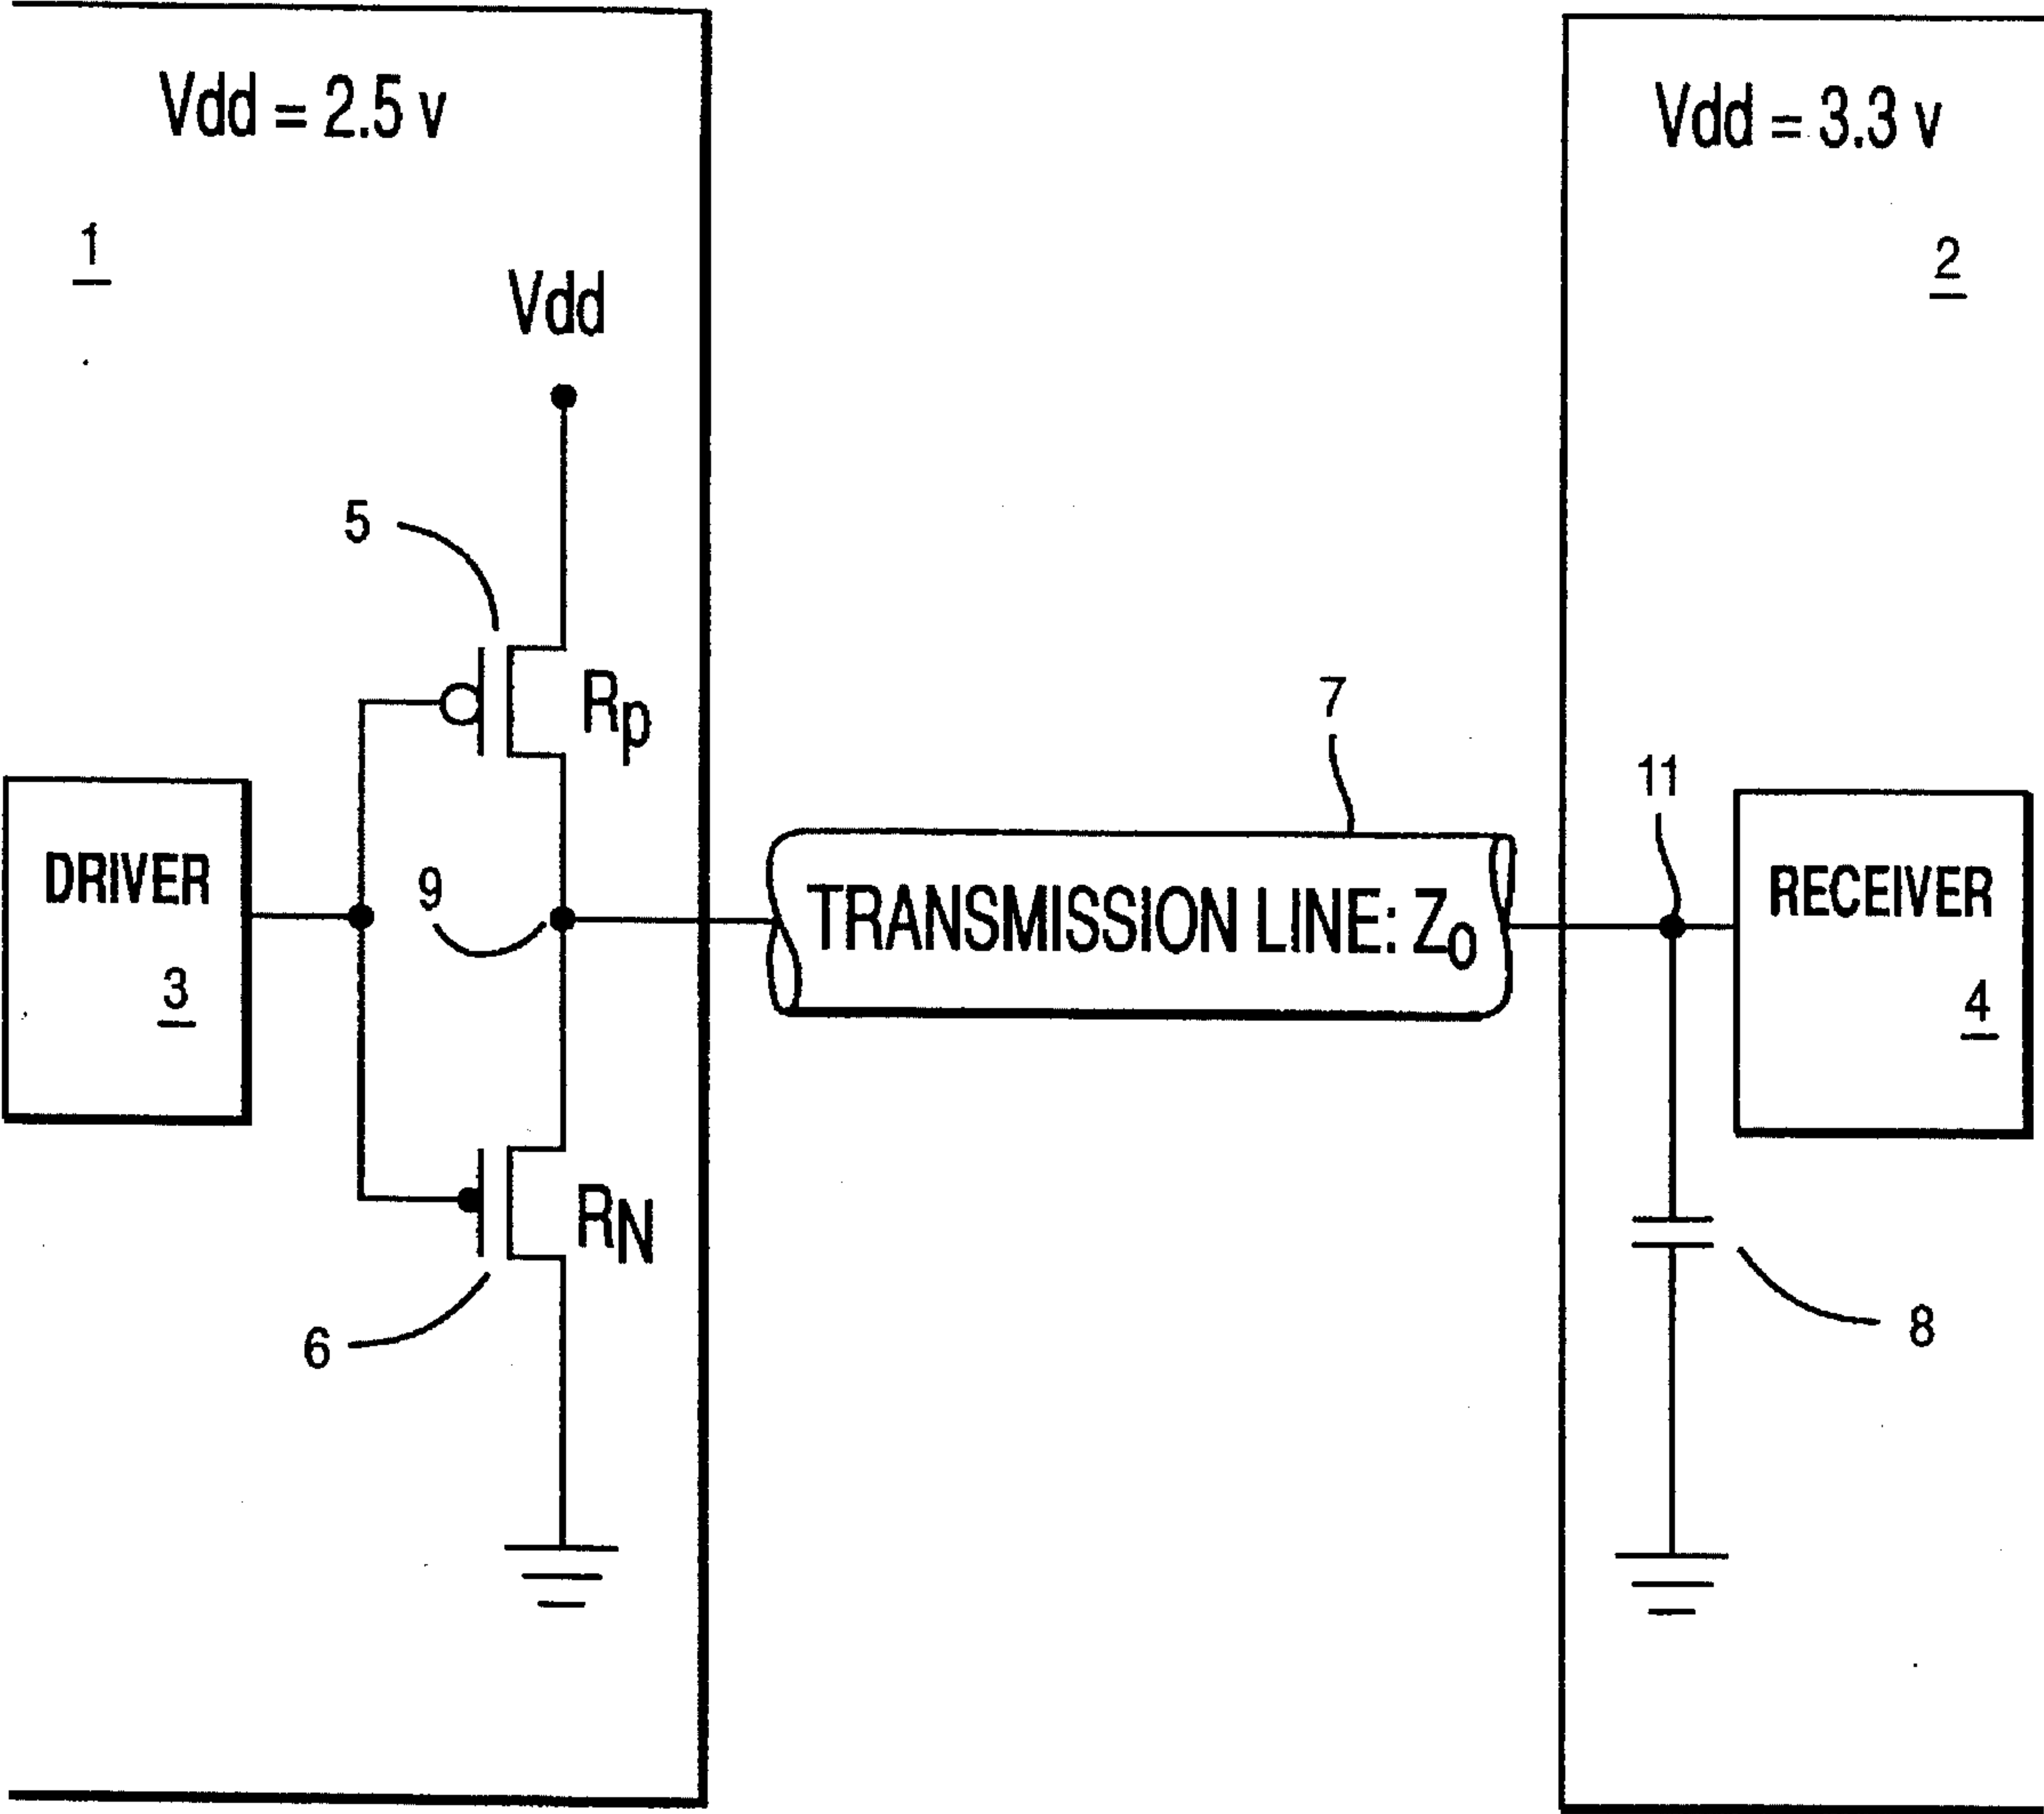 Vdd = 2.5 v
Vdd = 3.3 v
1
2
Vdd
5
Rp
7
11
DRIVER
3
9
TRANSMISSION LINE: Z0
RECEIVER
4
RN
6
8